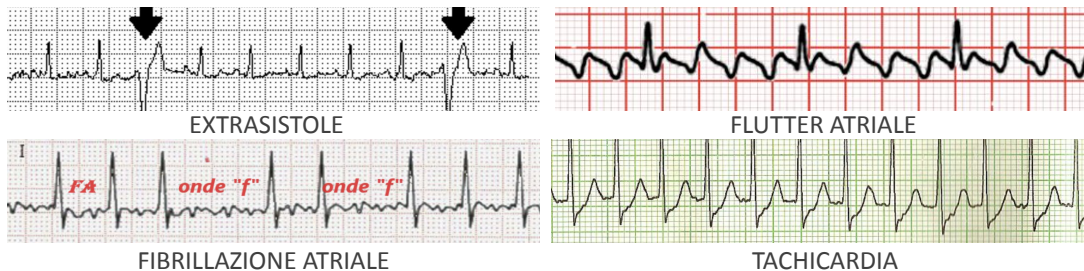 EXTRASISTOLE
FLUTTER ATRIALE
I
FA onde "f" onde "f"
FIBRILLAZIONE ATRIALE
TACHICARDIA